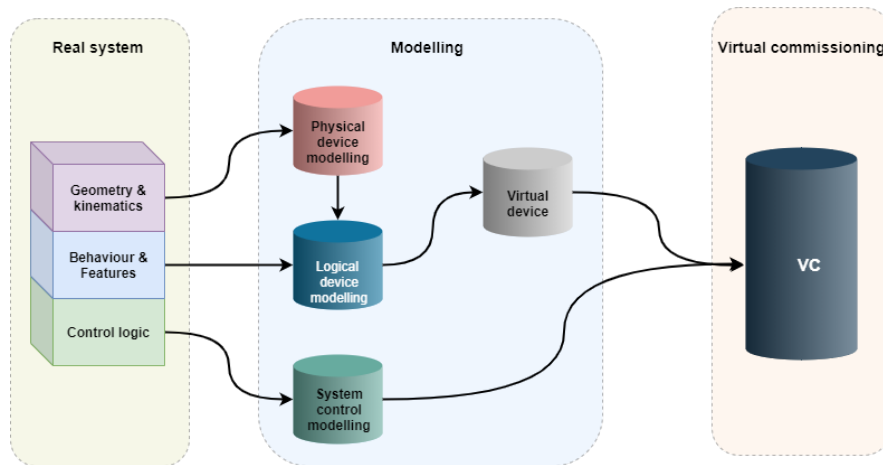 Real system
Modelling
Virtual commissioning
Physical
device
modelling
Geometry &
kinematics
Virtual
device
Behaviour &
Features
Logical
device
modelling
VC
Control logic
System
control
modelling